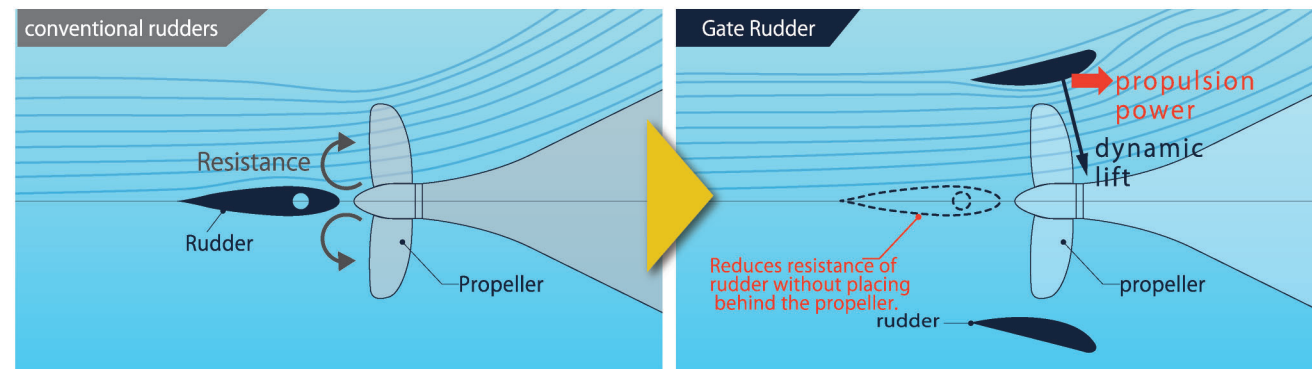 conventional rudders
Resistance
Rudder
Propeller
Gate Rudder
propulsion
power
dynamic
lift
Reduces resistance of
rudder without placing
behind the propeller.
propeller
rudder